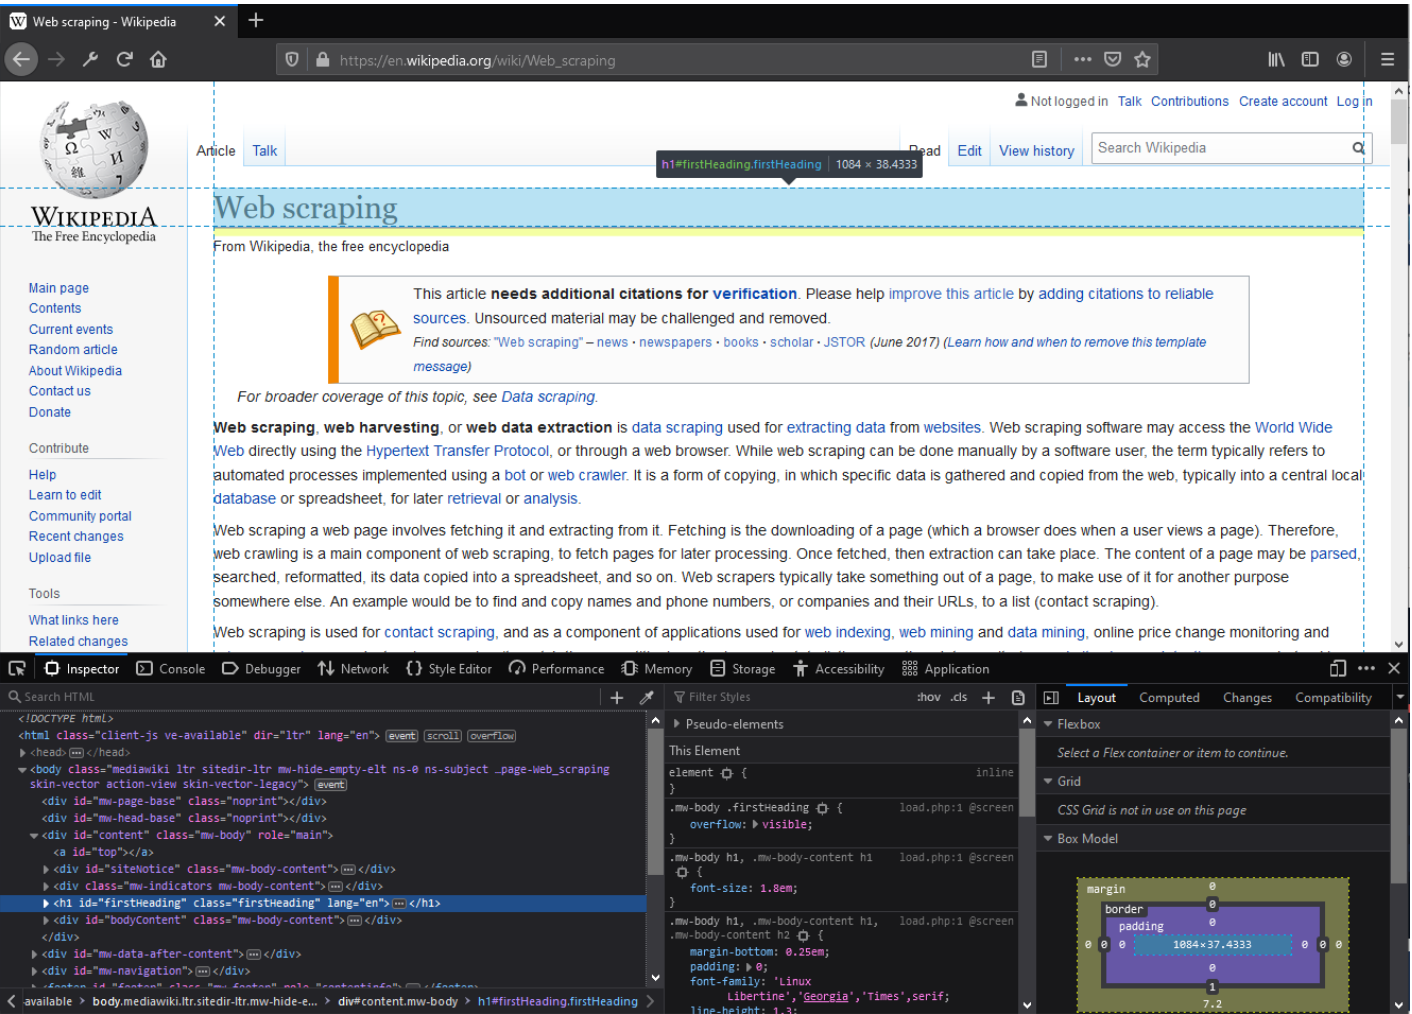 Web scraping - Wikipedia
https://en.wikipedia.org/wiki/Web_scraping
Not logged in Talk Contributions Create account Log in
Article Talk
Read Edit View history Search Wikipedia
h1#firstHeading.firstHeading 1084 × 38.4333
WIKIPEDIA
The Free Encyclopedia
Main page
Contents
Current events
Random article
About Wikipedia
Contact us
Donate
Contribute
Help
Learn to edit
Community portal
Recent changes
Upload file
Tools
What links here
Related changes
Web scraping
From Wikipedia, the free encyclopedia
This article needs additional citations for verification. Please help improve this article by adding citations to reliable
sources. Unsourced material may be challenged and removed.
Find sources: "Web scraping" – news · newspapers · books · scholar · JSTOR (June 2017) (Learn how and when to remove this template
message)
For broader coverage of this topic, see Data scraping.
Web scraping, web harvesting, or web data extraction is data scraping used for extracting data from websites. Web scraping software may access the World Wide
Web directly using the Hypertext Transfer Protocol, or through a web browser. While web scraping can be done manually by a software user, the term typically refers to
automated processes implemented using a bot or web crawler. It is a form of copying, in which specific data is gathered and copied from the web, typically into a central local
database or spreadsheet, for later retrieval or analysis.
Web scraping a web page involves fetching it and extracting from it. Fetching is the downloading of a page (which a browser does when a user views a page). Therefore,
web crawling is a main component of web scraping, to fetch pages for later processing. Once fetched, then extraction can take place. The content of a page may be parsed,
searched, reformatted, its data copied into a spreadsheet, and so on. Web scrapers typically take something out of a page, to make use of it for another purpose
somewhere else. An example would be to find and copy names and phone numbers, or companies and their URLs, to a list (contact scraping).
Web scraping is used for contact scraping, and as a component of applications used for web indexing, web mining and data mining, online price change monitoring and
Inspector Console Debugger Network {} Style Editor Performance Memory Storage Accessibility Application
Search HTML
<!DOCTYPE html>
<html class="client-js ve-available" dir="ltr" lang="en"> event scroll overflow
<head> ••• </head>
<body class="mediawiki ltr sitedir-ltr mw-hide-empty-elt ns-0 ns-subject …page-Web_scraping
skin-vector action-view skin-vector-legacy"> event
<div id="mw-page-base" class="noprint"></div>
<div id="mw-head-base" class="noprint"></div>
<div id="content" class="mw-body" role="main">
<a id="top"></a>
<div id="siteNotice" class="mw-body-content"> ••• </div>
<div class="mw-indicators mw-body-content"> ••• </div>
<h1 id="firstHeading" class="firstHeading" lang="en"> ••• </h1>
<div id="bodyContent" class="mw-body-content"> ••• </div>
</div>
<div id="mw-data-after-content"> ••• </div>
<div id="mw-navigation"> ••• </div>
<footer id="footer" class="mw-footer" role="contentinfo"> ••• </footer>
available > body.mediawiki.ltr.sitedir-ltr.mw-hide-e... > div#content.mw-body > h1#firstHeading.firstHeading
Filter Styles :hov .cls
Pseudo-elements
This Element
element { inline
}
.mw-body .firstHeading { load.php:1 @screen
overflow: visible;
}
.mw-body h1, .mw-body-content h1 load.php:1 @screen
{
font-size: 1.8em;
}
.mw-body h1, .mw-body-content h1, load.php:1 @screen
.mw-body-content h2 {
margin-bottom: 0.25em;
padding: 0;
font-family: 'Linux
Libertine','Georgia','Times',serif;
line-height: 1.3;
Layout Computed Changes Compatibility
Flexbox
Select a Flex container or item to continue.
Grid
CSS Grid is not in use on this page
Box Model
margin 0
border 0
padding 0
0 0 0 1084×37.4333 0 0 0
0
1
7.2